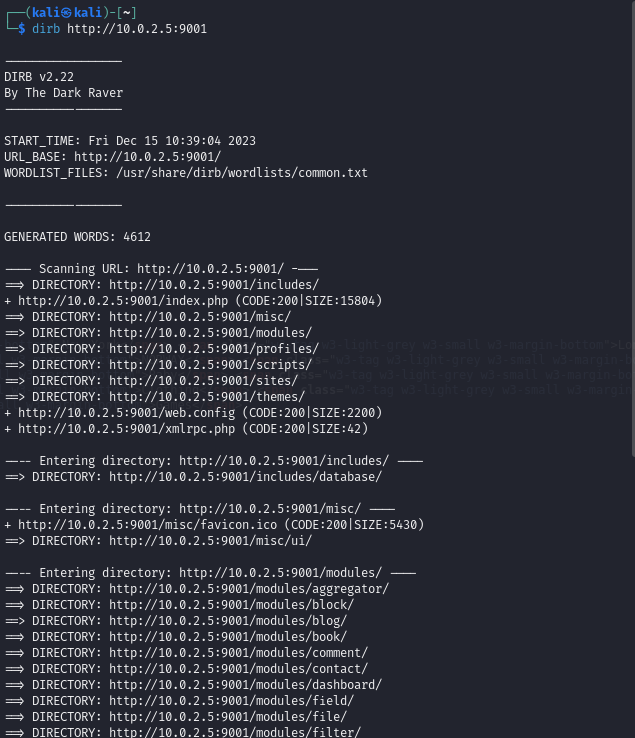 ┌──(kali㉿kali)-[~]
└─$ dirb http://10.0.2.5:9001
-----------------
DIRB v2.22
By The Dark Raver
-----------------
START_TIME: Fri Dec 15 10:39:04 2023
URL_BASE: http://10.0.2.5:9001/
WORDLIST_FILES: /usr/share/dirb/wordlists/common.txt
-----------------
GENERATED WORDS: 4612
---- Scanning URL: http://10.0.2.5:9001/ ----
==> DIRECTORY: http://10.0.2.5:9001/includes/
+ http://10.0.2.5:9001/index.php (CODE:200|SIZE:15804)
==> DIRECTORY: http://10.0.2.5:9001/misc/
==> DIRECTORY: http://10.0.2.5:9001/modules/
==> DIRECTORY: http://10.0.2.5:9001/profiles/
==> DIRECTORY: http://10.0.2.5:9001/scripts/
==> DIRECTORY: http://10.0.2.5:9001/sites/
==> DIRECTORY: http://10.0.2.5:9001/themes/
+ http://10.0.2.5:9001/web.config (CODE:200|SIZE:2200)
+ http://10.0.2.5:9001/xmlrpc.php (CODE:200|SIZE:42)
---- Entering directory: http://10.0.2.5:9001/includes/ ----
==> DIRECTORY: http://10.0.2.5:9001/includes/database/
---- Entering directory: http://10.0.2.5:9001/misc/ ----
+ http://10.0.2.5:9001/misc/favicon.ico (CODE:200|SIZE:5430)
==> DIRECTORY: http://10.0.2.5:9001/misc/ui/
---- Entering directory: http://10.0.2.5:9001/modules/ ----
==> DIRECTORY: http://10.0.2.5:9001/modules/aggregator/
==> DIRECTORY: http://10.0.2.5:9001/modules/block/
==> DIRECTORY: http://10.0.2.5:9001/modules/blog/
==> DIRECTORY: http://10.0.2.5:9001/modules/book/
==> DIRECTORY: http://10.0.2.5:9001/modules/comment/
==> DIRECTORY: http://10.0.2.5:9001/modules/contact/
==> DIRECTORY: http://10.0.2.5:9001/modules/dashboard/
==> DIRECTORY: http://10.0.2.5:9001/modules/field/
==> DIRECTORY: http://10.0.2.5:9001/modules/file/
==> DIRECTORY: http://10.0.2.5:9001/modules/filter/